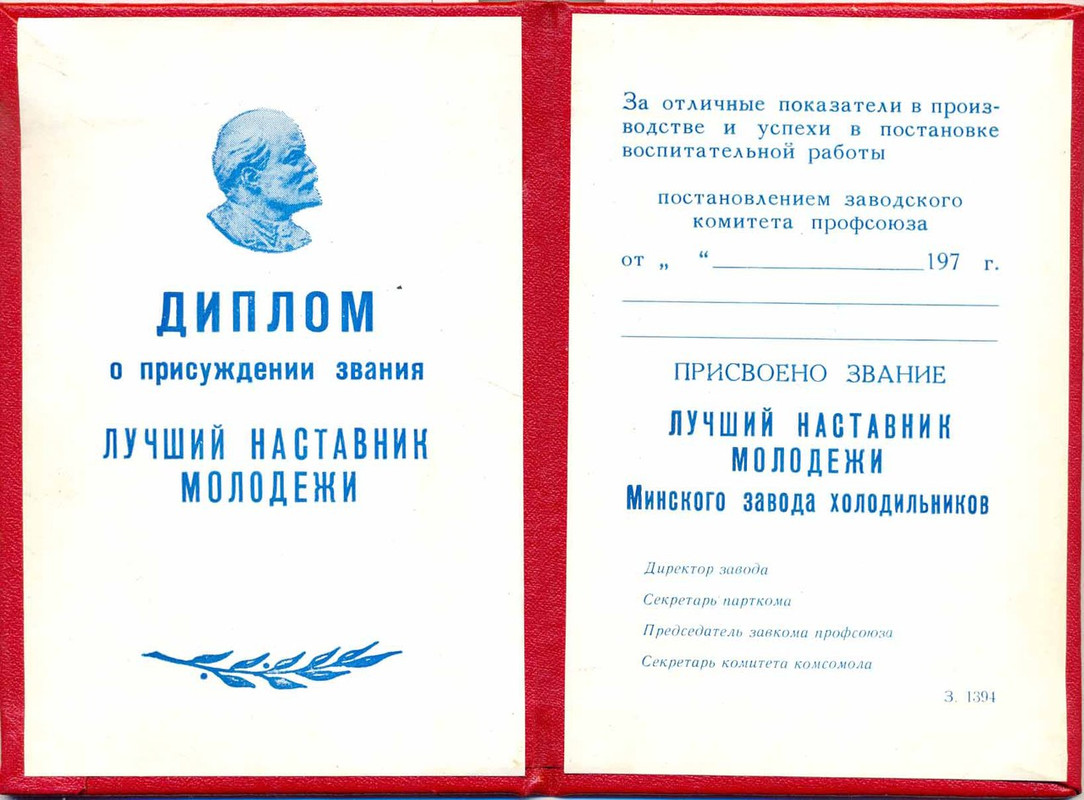 ДИПЛОМ
о присуждении звания
ЛУЧШИЙ НАСТАВНИК
МОЛОДЕЖИ
За отличные показатели в произ-
водстве и успехи в постановке
воспитательной работы
постановлением заводского
комитета профсоюза
от „ “ ____________________ 197 г.
ПРИСВОЕНО ЗВАНИЕ
ЛУЧШИЙ НАСТАВНИК
МОЛОДЕЖИ
Минского завода холодильников
Директор завода
Секретарь парткома
Председатель завкома профсоюза
Секретарь комитета комсомола
З. 1394